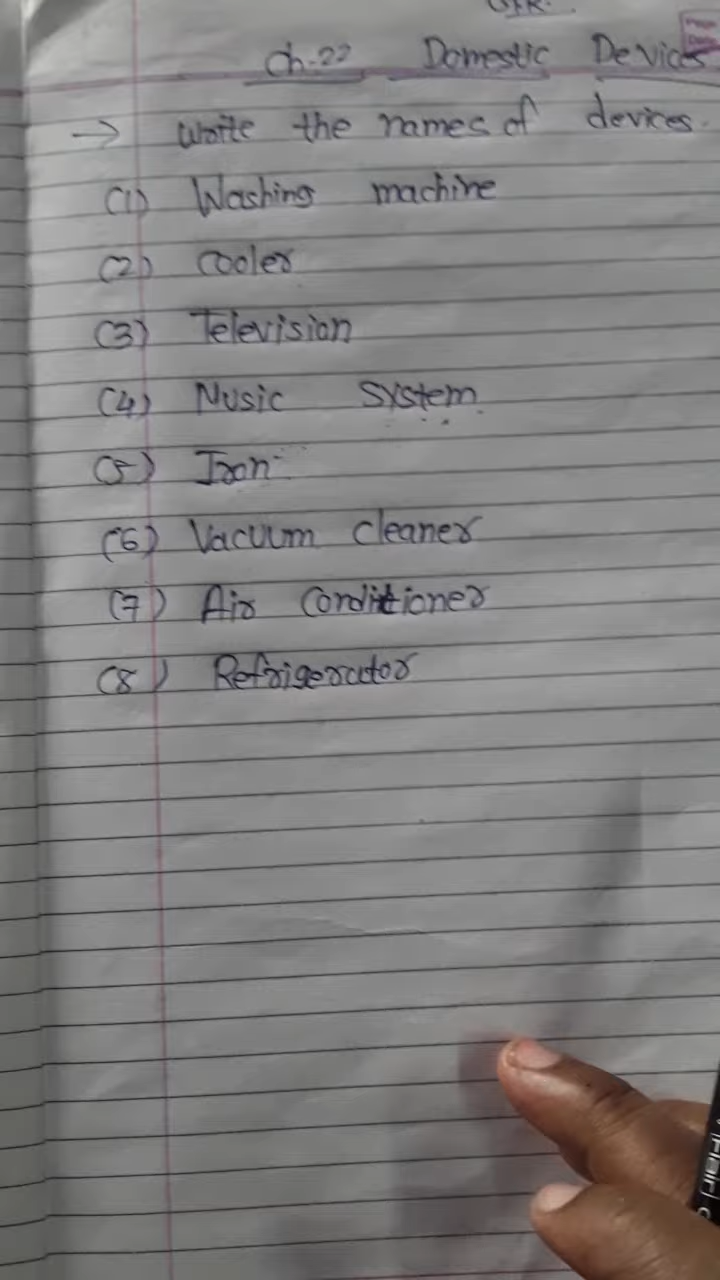 Ch-22 Domestic Devices
→ Write the names of devices.
(1) Washing machine
(2) Cooler
(3) Television
(4) Music System
(5) Iron
(6) Vacuum Cleaner
(7) Air Conditioner
(8) Refrigerator
Flair